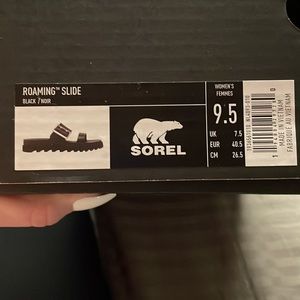 ROAMING™ SLIDE
BLACK / NOIR
SOREL
WOMEN'S
FEMMES
9.5
UK 7.5
EUR 40.5
CM 26.5
MADE IN VIETNAM
FABRIQUÉ AU VIETNAM